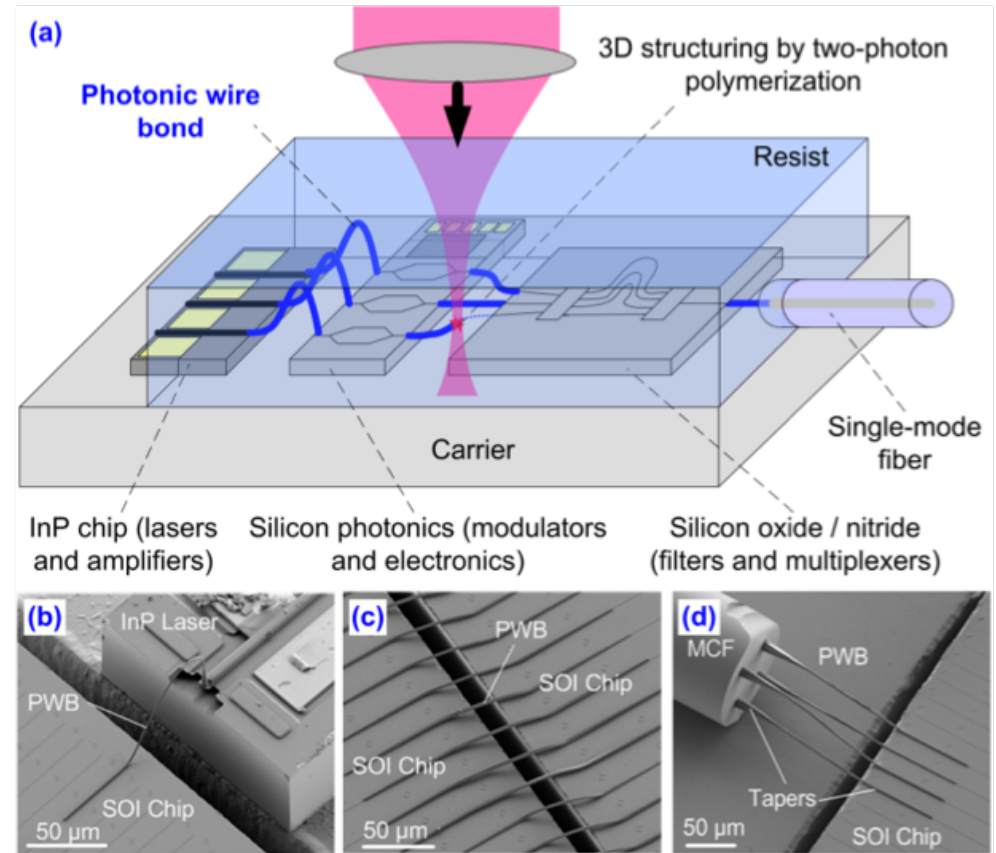 (a)
Photonic wire
bond
3D structuring by two-photon
polymerization
Resist
Carrier
Single-mode
fiber
InP chip (lasers
and amplifiers)
Silicon photonics (modulators
and electronics)
Silicon oxide / nitride
(filters and multiplexers)
(b)
InP Laser
PWB
SOI Chip
50 µm
(c)
PWB
SOI Chip
SOI Chip
50 µm
(d)
MCF
PWB
Tapers
50 µm
SOI Chip